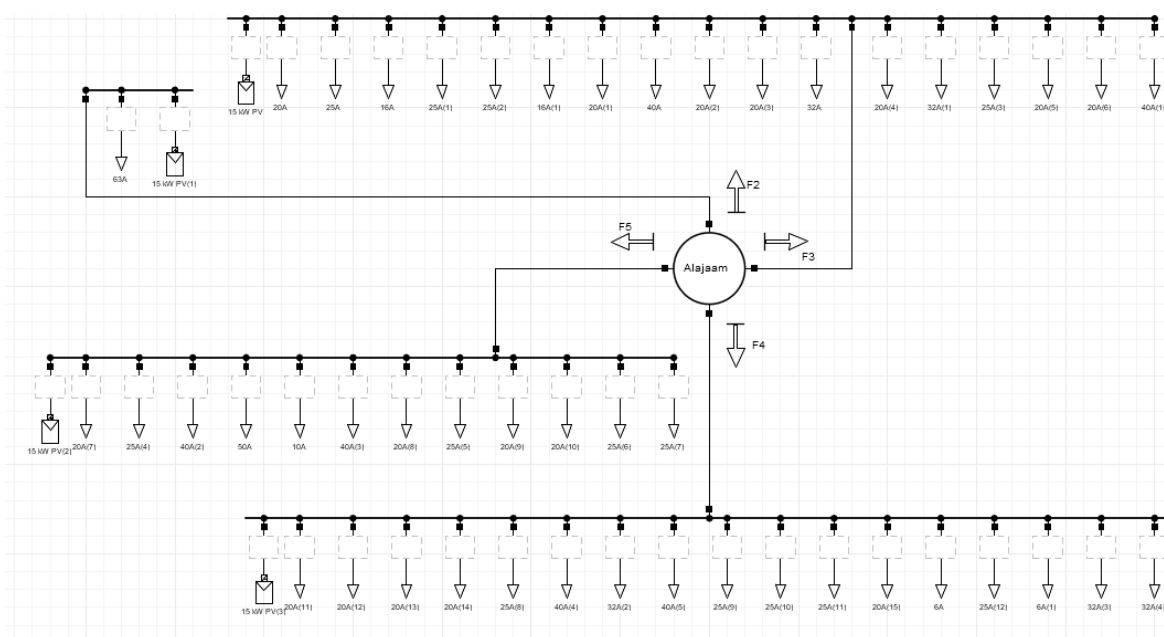 15 kW PV
20A
25A
16A
25A(1)
25A(2)
16A(1)
20A(1)
40A
20A(2)
20A(3)
32A
20A(4)
32A(1)
25A(3)
20A(5)
20A(6)
63A
15 kW PV(1)
F2
F5
F3
Alajaam
F4
15 kW PV(2)
20A(7)
25A(4)
40A(2)
50A
10A
40A(3)
20A(8)
25A(5)
20A(9)
20A(10)
25A(6)
25A(7)
15 kW PV(3)
20A(11)
20A(12)
20A(13)
20A(14)
25A(8)
40A(4)
32A(2)
40A(5)
25A(9)
25A(10)
25A(11)
20A(15)
6A
25A(12)
6A(1)
32A(3)